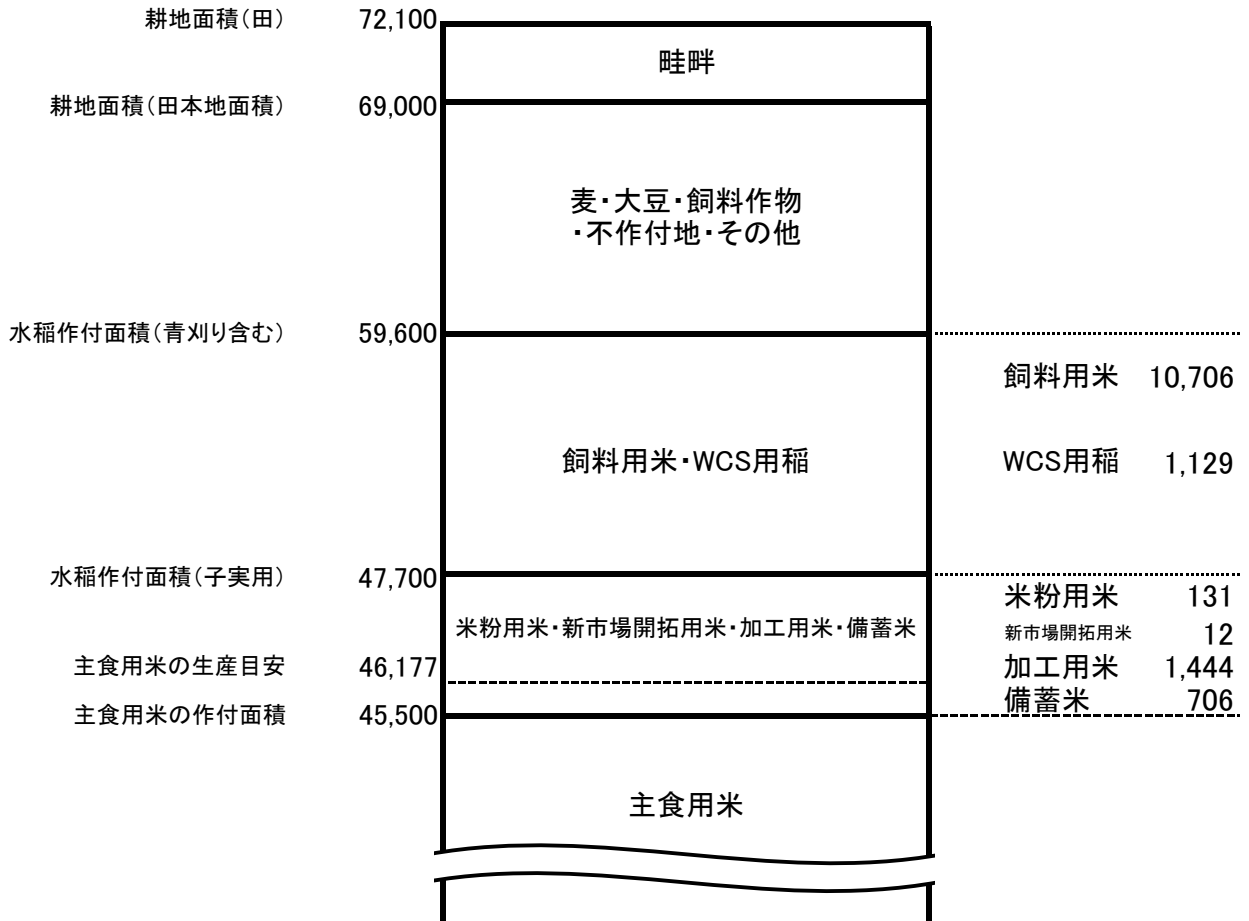 耕地面積(田) 72,100
畦畔
耕地面積(田本地面積) 69,000
麦・大豆・飼料作物
・不作付地・その他
水稲作付面積(青刈り含む) 59,600
飼料用米 10,706
飼料用米・WCS用稲
WCS用稲 1,129
水稲作付面積(子実用) 47,700
米粉用米 131
米粉用米・新市場開拓用米・加工用米・備蓄米
新市場開拓用米 12
主食用米の生産目安 46,177
加工用米 1,444
備蓄米 706
主食用米の作付面積 45,500
主食用米